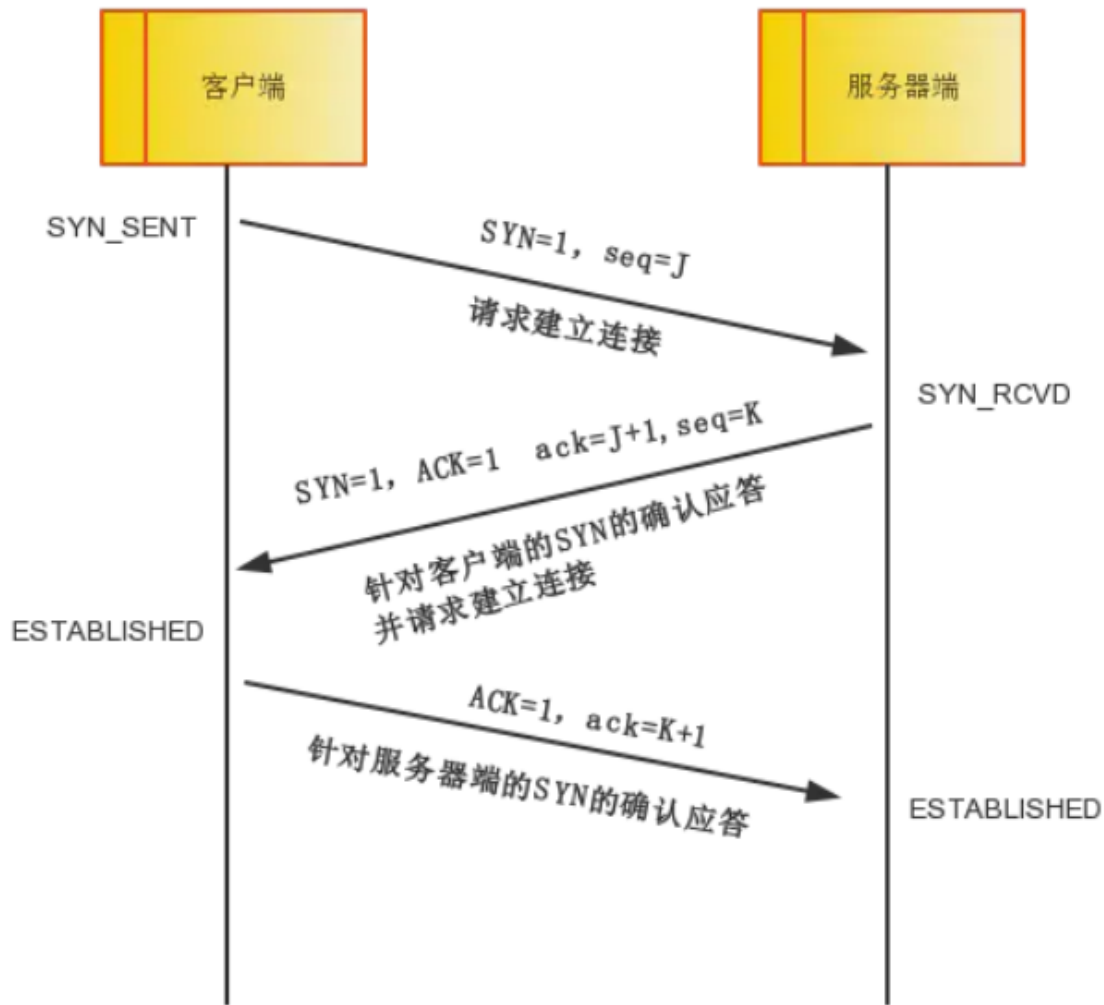 客户端
服务器端
SYN_SENT
SYN=1, seq=J
请求建立连接
SYN_RCVD
SYN=1, ACK=1 ack=J+1,seq=K
针对客户端的SYN的确认应答
并请求建立连接
ESTABLISHED
ACK=1, ack=K+1
针对服务器端的SYN的确认应答
ESTABLISHED